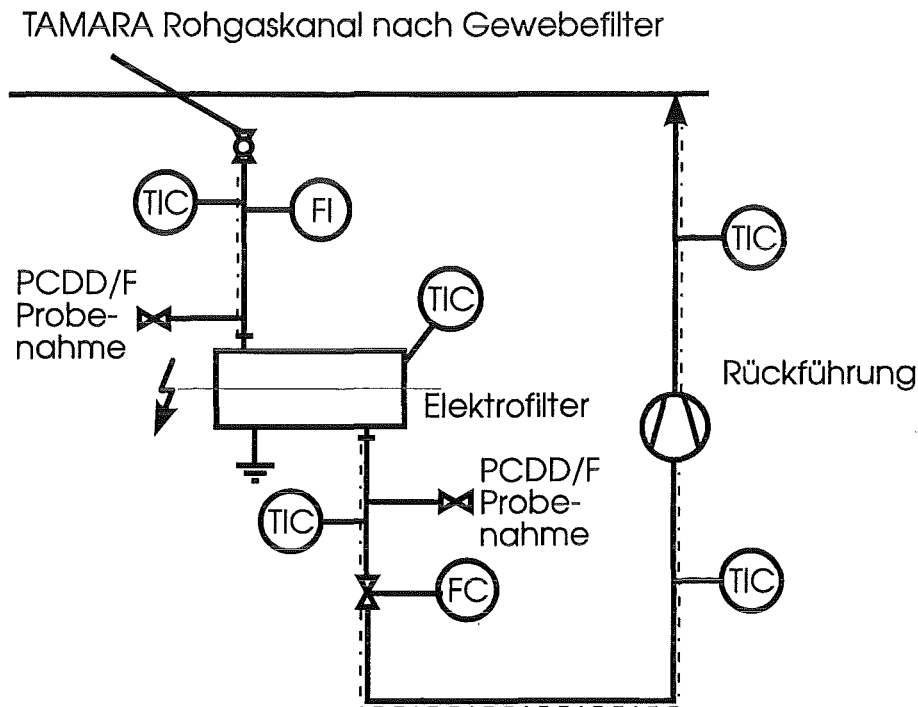 TAMARA Rohgaskanal nach Gewebefilter
TIC
FI
TIC
PCDD/F
Probe-
nahme
TIC
Rückführung
Elektrofilter
PCDD/F
Probe-
nahme
TIC
FC
TIC